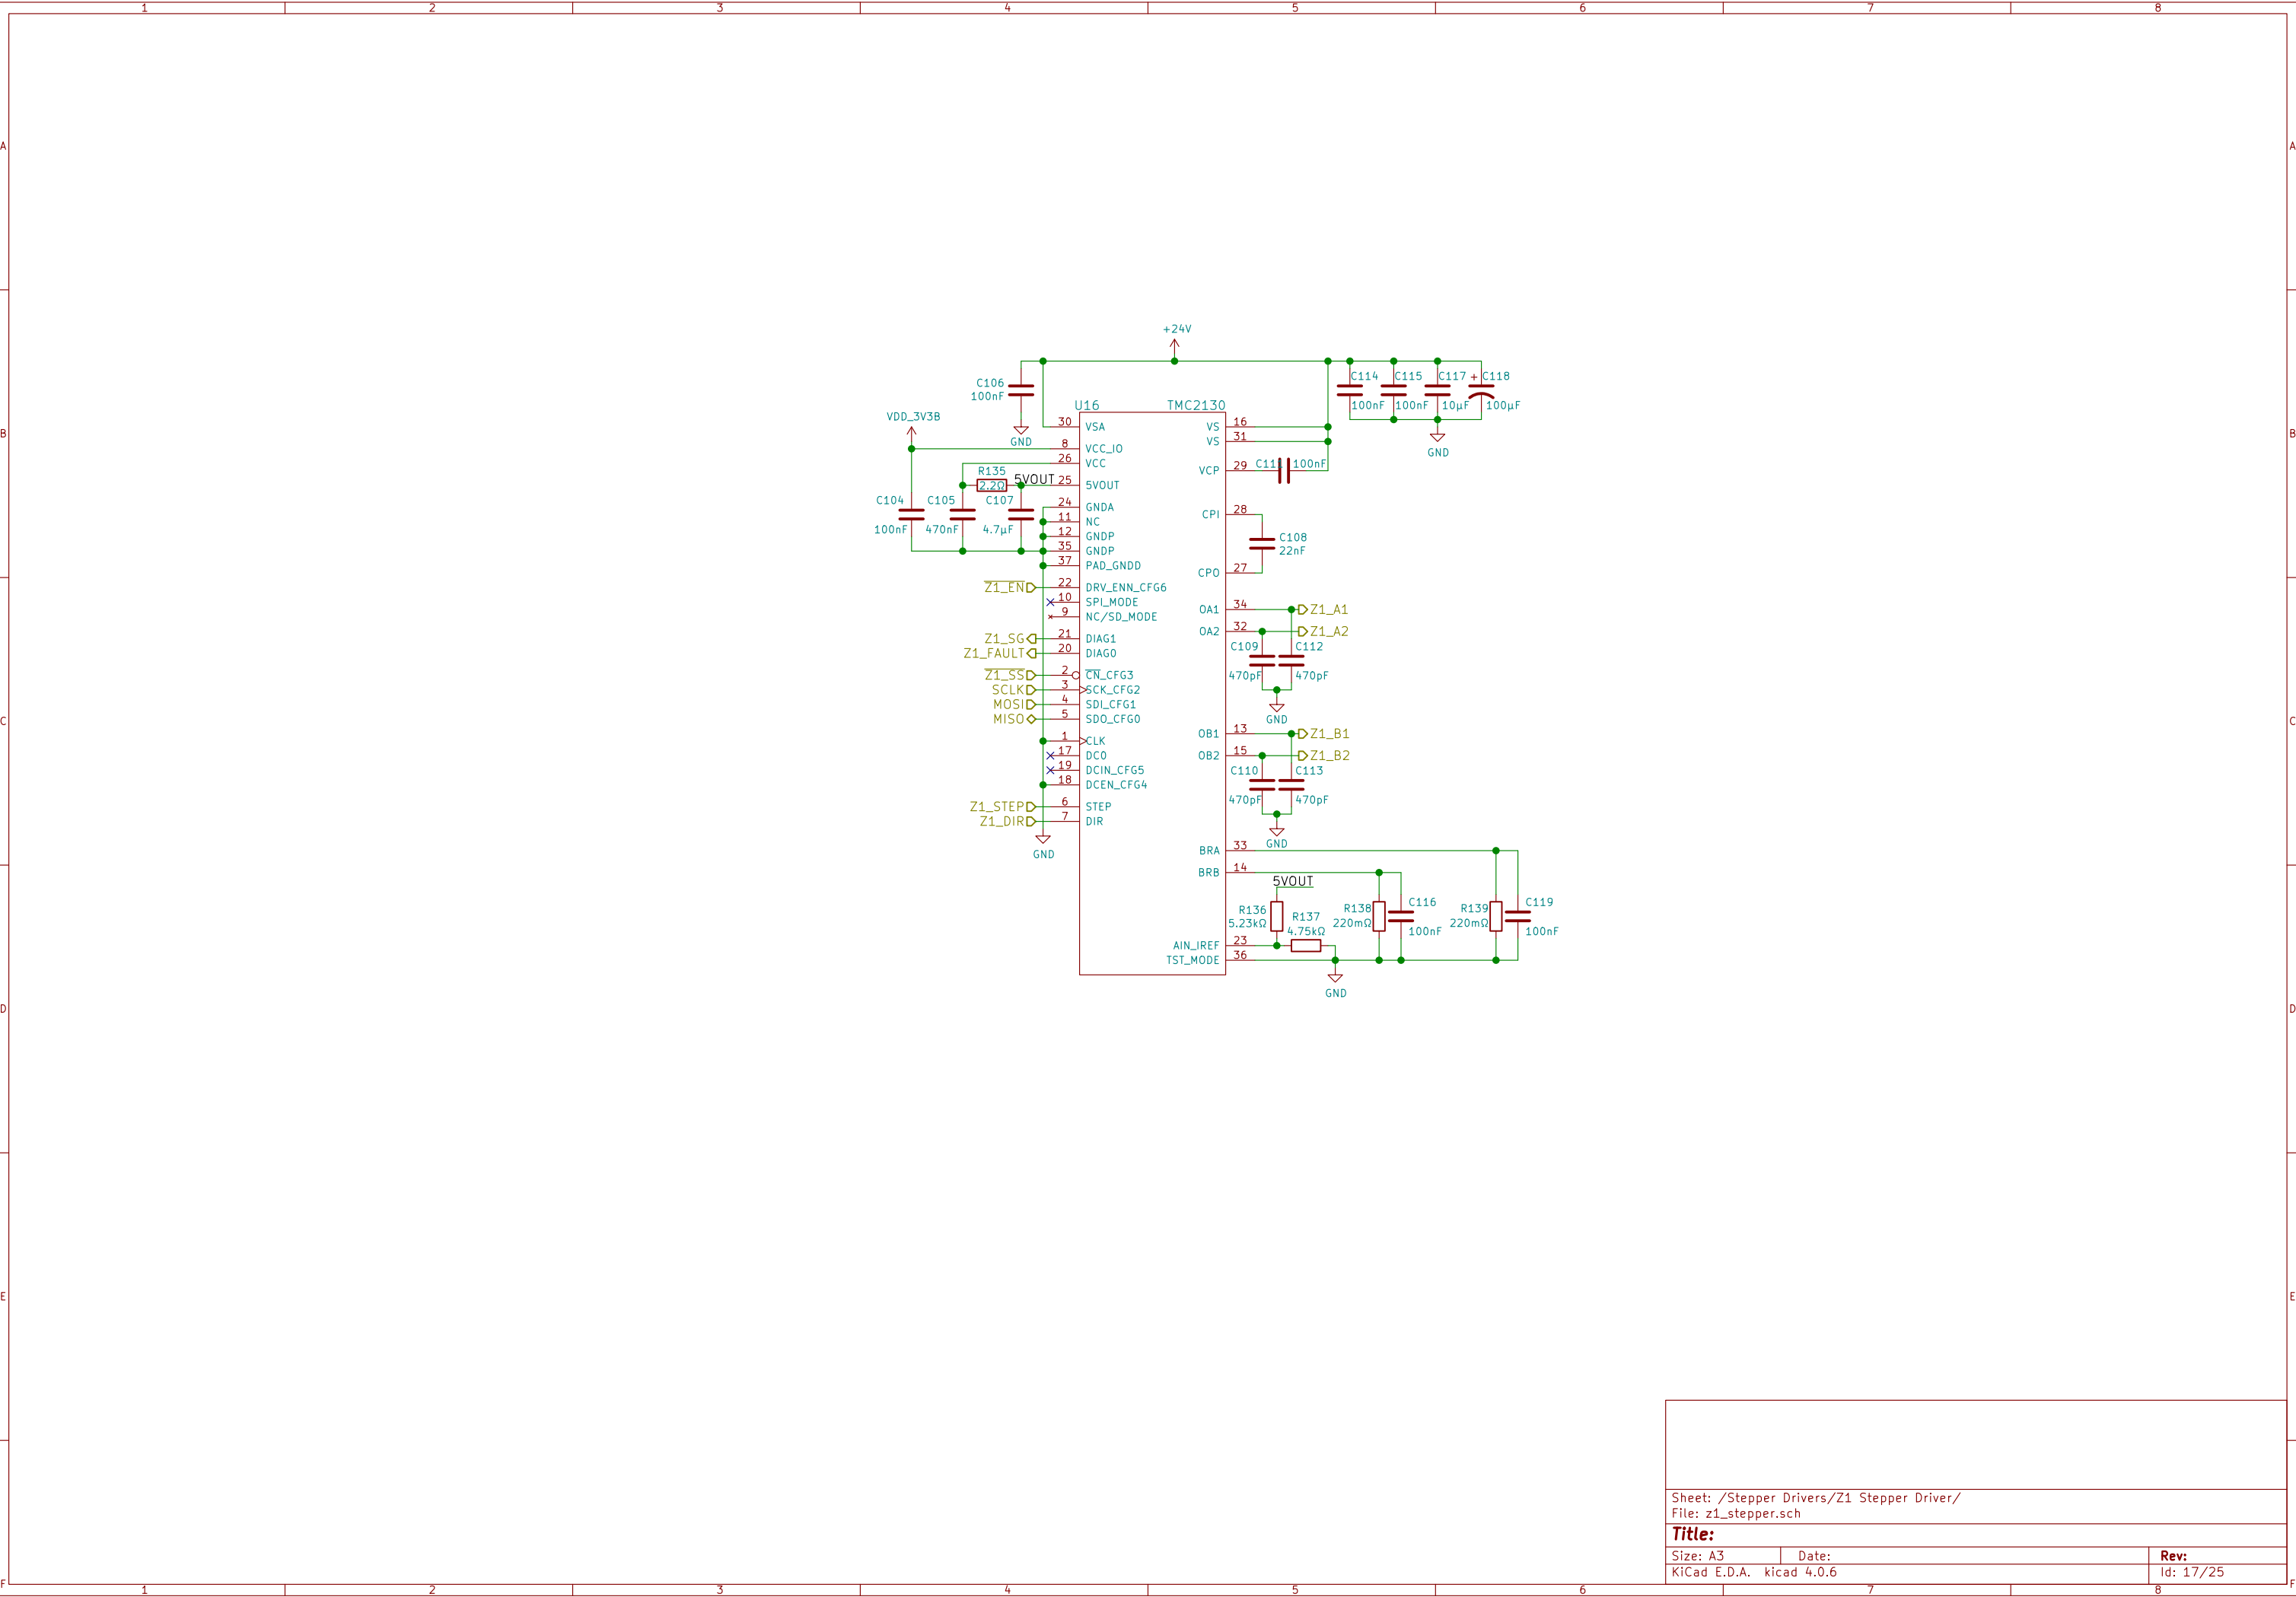 1 2 3 4 5 6 7 8
A A
B B
C C
D D
E E
F F
+24V
C106
100nF
GND
VDD_3V3B
C114 C115 C117 + C118
100nF 100nF 10µF 100µF
GND
U16 TMC2130
30 VSA
8 VCC_IO
26 VCC
R135
2.2Ω
5VOUT
25 5VOUT
C104 C105 C107
100nF 470nF 4.7µF
24 GNDA
11 NC
12 GNDP
35 GNDP
37 PAD_GNDD
Z1_EN 22 DRV_ENN_CFG6
10 SPI_MODE
9 NC/SD_MODE
Z1_SG 21 DIAG1
Z1_FAULT 20 DIAG0
Z1_SS 2 CN_CFG3
SCLK 3 SCK_CFG2
MOSI 4 SDI_CFG1
MISO 5 SDO_CFG0
1 CLK
17 DCO
19 DCIN_CFG5
18 DCEN_CFG4
Z1_STEP 6 STEP
Z1_DIR 7 DIR
GND
VS 16
VS 31
VCP 29 C111 100nF
CPI 28
C108
22nF
CPO 27
OA1 34 Z1_A1
OA2 32 Z1_A2
C109 C112
470pF 470pF
GND
OB1 13 Z1_B1
OB2 15 Z1_B2
C110 C113
470pF 470pF
GND
BRA 33
BRB 14
5VOUT
R136
5.23kΩ
R137
4.75kΩ
R138
220mΩ
C116
100nF
R139
220mΩ
C119
100nF
AIN_IREF 23
TST_MODE 36
GND
Sheet: /Stepper Drivers/Z1 Stepper Driver/
File: z1_stepper.sch
Title:
Size: A3 Date: Rev:
KiCad E.D.A. kicad 4.0.6 Id: 17/25
1 2 3 4 5 6 7 8